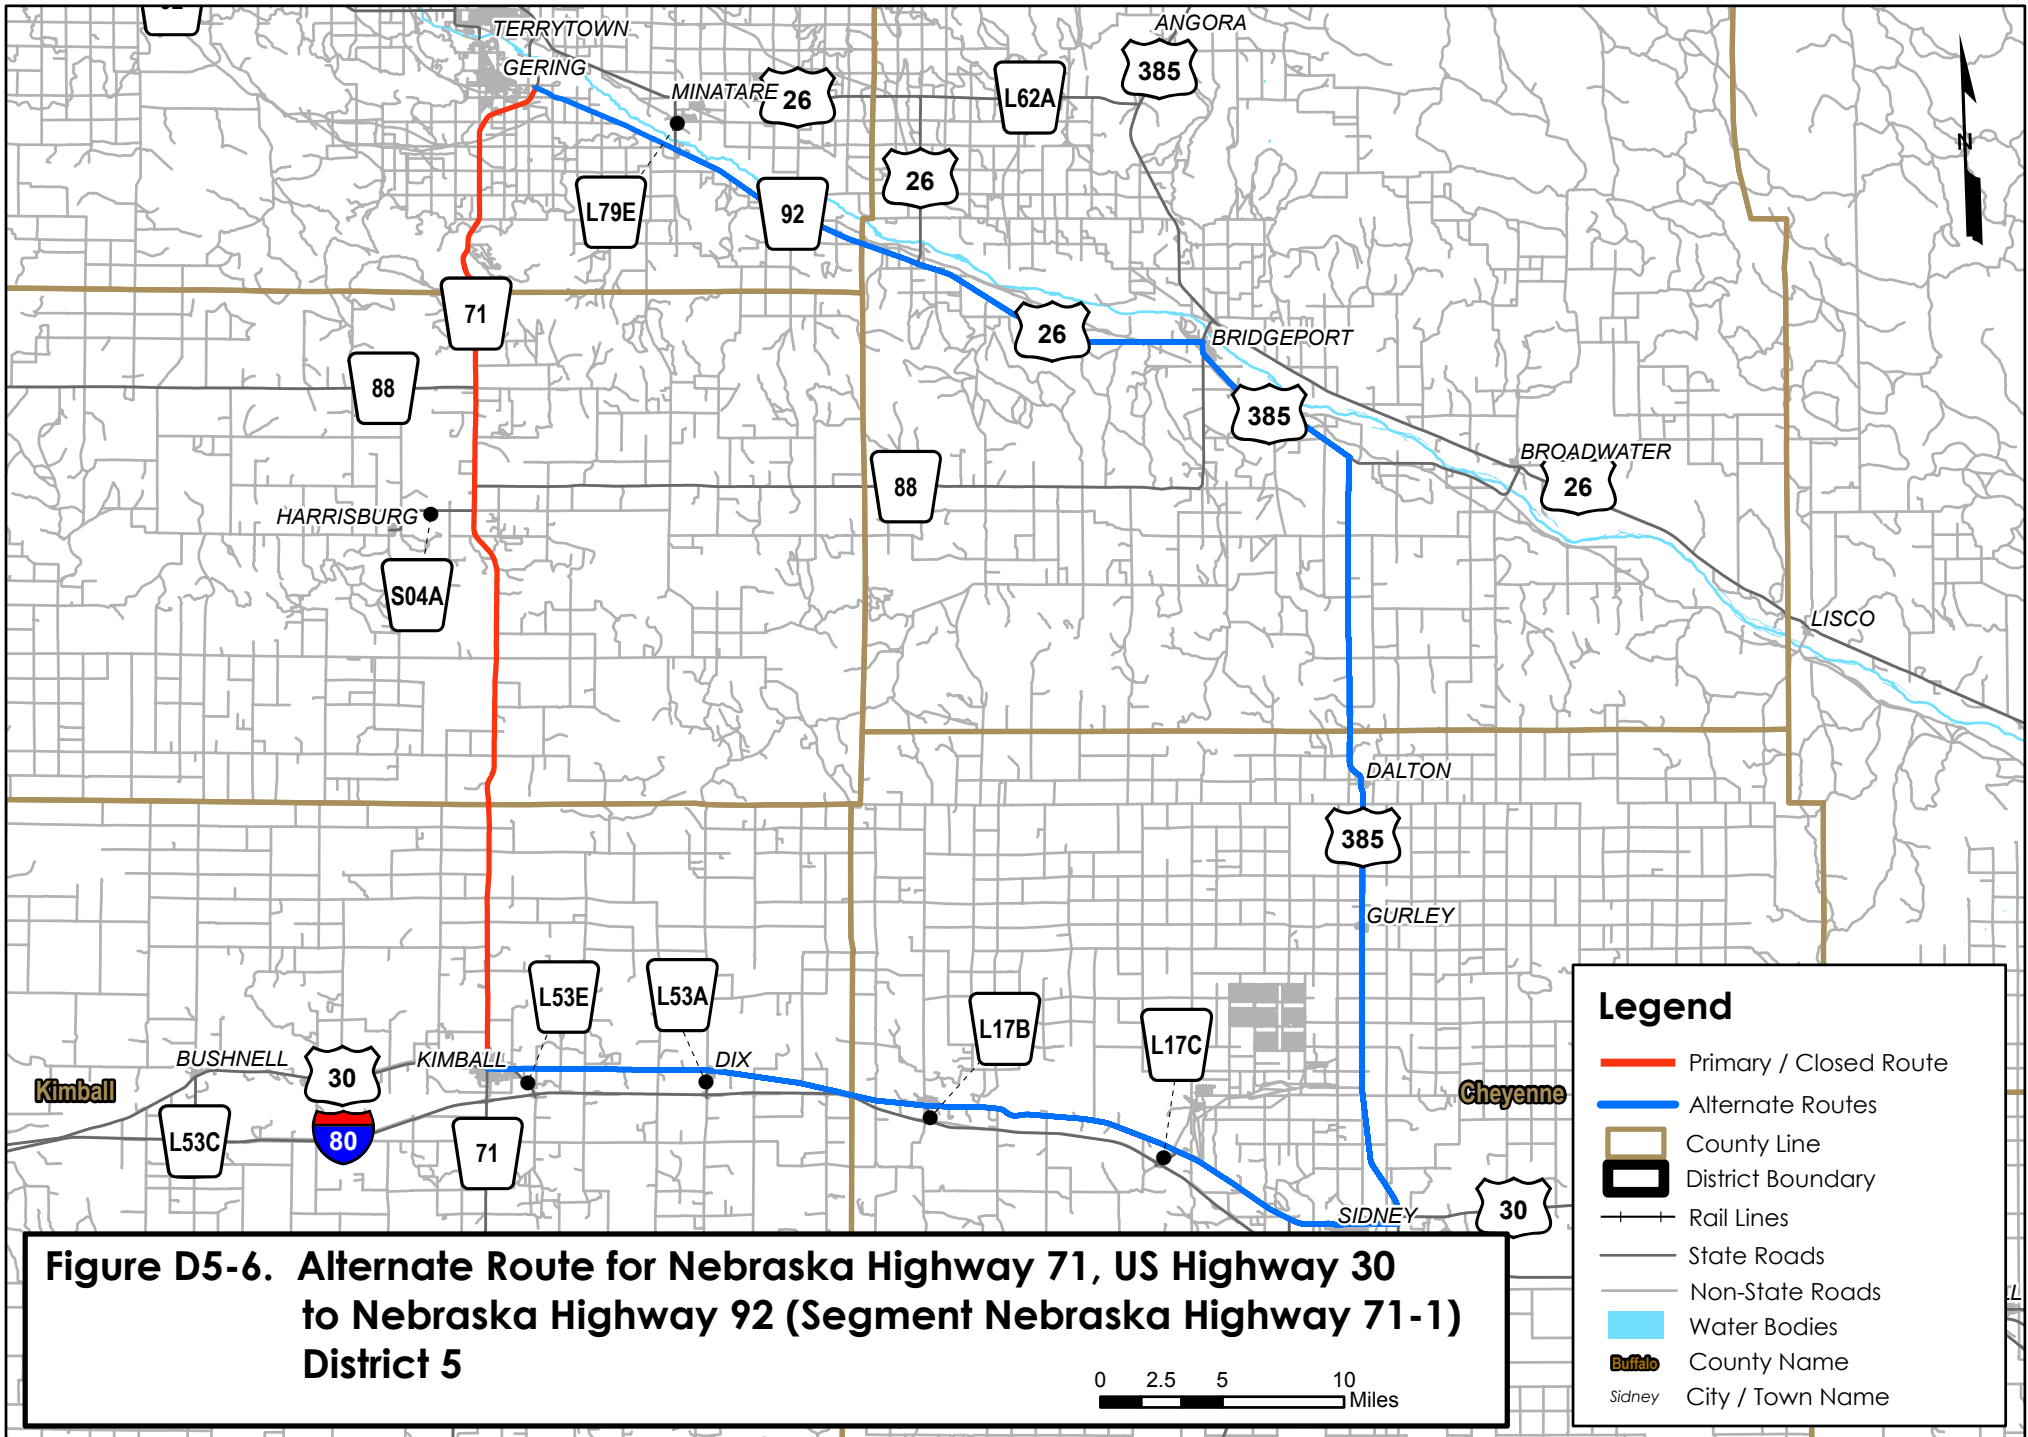 TERRYTOWN
ANGORA
GERING
385
MINATARE
26
L62A
N
26
L79E
92
71
26
BRIDGEPORT
88
385
BROADWATER
88
26
HARRISBURG
S04A
LISCO
DALTON
385
GURLEY
L53E
L53A
L17B
L17C
BUSHNELL
30
KIMBALL
DIX
Kimball
Cheyenne
L53C
80
71
SIDNEY
30
Legend
Primary / Closed Route
Alternate Routes
County Line
District Boundary
Rail Lines
State Roads
Non-State Roads
Water Bodies
Buffalo County Name
Sidney City / Town Name
Figure D5-6. Alternate Route for Nebraska Highway 71, US Highway 30
to Nebraska Highway 92 (Segment Nebraska Highway 71-1)
District 5
0 2.5 5 10
Miles